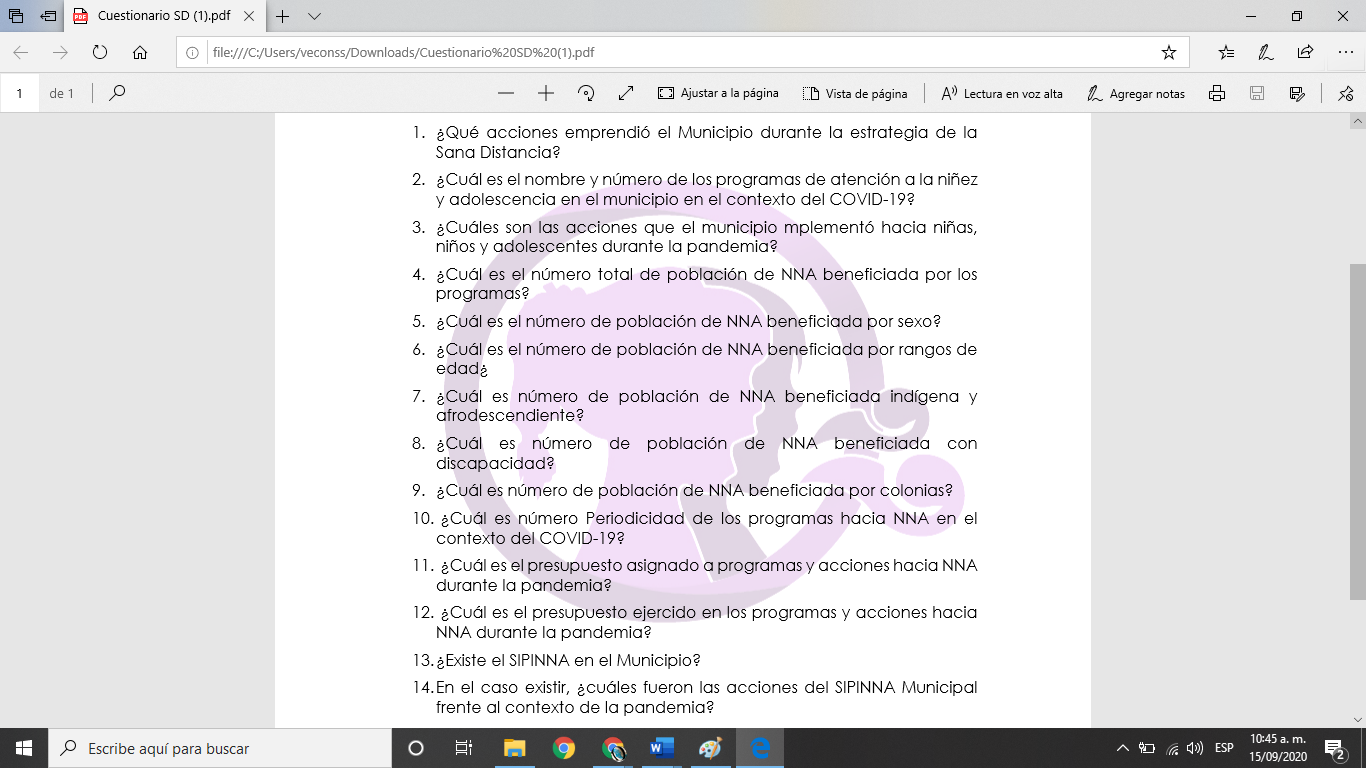 Cuestionario SD (1).pdf
file:///C:/Users/veconss/Downloads/Cuestionario%20SD%20(1).pdf
1 de 1 Ajustar a la página Vista de página Lectura en voz alta Agregar notas
1. ¿Qué acciones emprendió el Municipio durante la estrategia de la
Sana Distancia?
2. ¿Cuál es el nombre y número de los programas de atención a la niñez
y adolescencia en el municipio en el contexto del COVID-19?
3. ¿Cuáles son las acciones que el municipio mplementó hacia niñas,
niños y adolescentes durante la pandemia?
4. ¿Cuál es el número total de población de NNA beneficiada por los
programas?
5. ¿Cuál es el número de población de NNA beneficiada por sexo?
6. ¿Cuál es el número de población de NNA beneficiada por rangos de
edad¿
7. ¿Cuál es número de población de NNA beneficiada indígena y
afrodescendiente?
8. ¿Cuál es número de población de NNA beneficiada con
discapacidad?
9. ¿Cuál es número de población de NNA beneficiada por colonias?
10. ¿Cuál es número Periodicidad de los programas hacia NNA en el
contexto del COVID-19?
11. ¿Cuál es el presupuesto asignado a programas y acciones hacia NNA
durante la pandemia?
12. ¿Cuál es el presupuesto ejercido en los programas y acciones hacia
NNA durante la pandemia?
13.¿Existe el SIPINNA en el Municipio?
14.En el caso existir, ¿cuáles fueron las acciones del SIPINNA Municipal
frente al contexto de la pandemia?
Escribe aquí para buscar
ESP
10:45 a. m.
15/09/2020
2